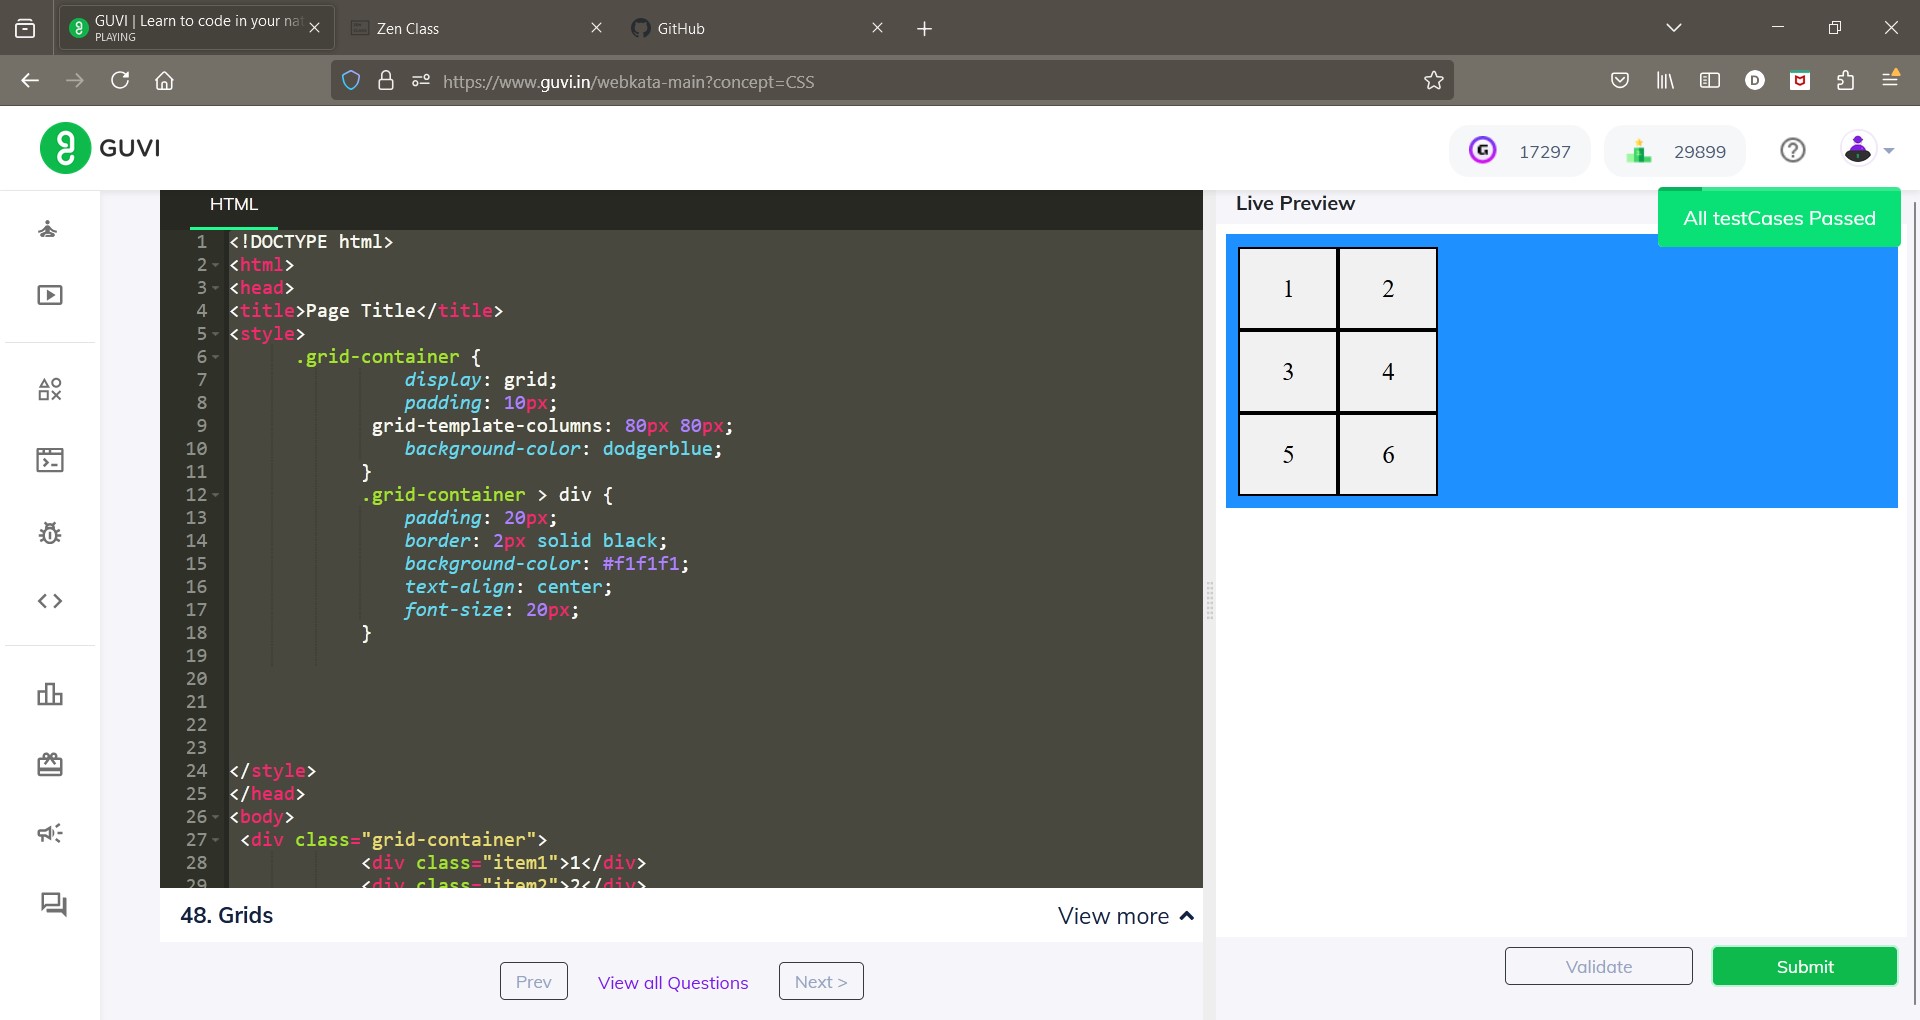 GUVI | Learn to code in your nat
PLAYING
Zen Class
GitHub
https://www.guvi.in/webkata-main?concept=CSS
D
GUVI
G
17297
29899
HTML
Live Preview
All testCases Passed
1 <!DOCTYPE html>
2 <html>
3 <head>
4 <title>Page Title</title>
5 <style>
6 .grid-container {
7 display: grid;
8 padding: 10px;
9 grid-template-columns: 80px 80px;
10 background-color: dodgerblue;
11 }
12 .grid-container > div {
13 padding: 20px;
14 border: 2px solid black;
15 background-color: #f1f1f1;
16 text-align: center;
17 font-size: 20px;
18 }
19
20
21
22
23
24 </style>
25 </head>
26 <body>
27 <div class="grid-container">
28 <div class="item1">1</div>
29 <div class="item2">2</div>
1 2
3 4
5 6
48. Grids
View more
Prev
View all Questions
Next >
Validate
Submit